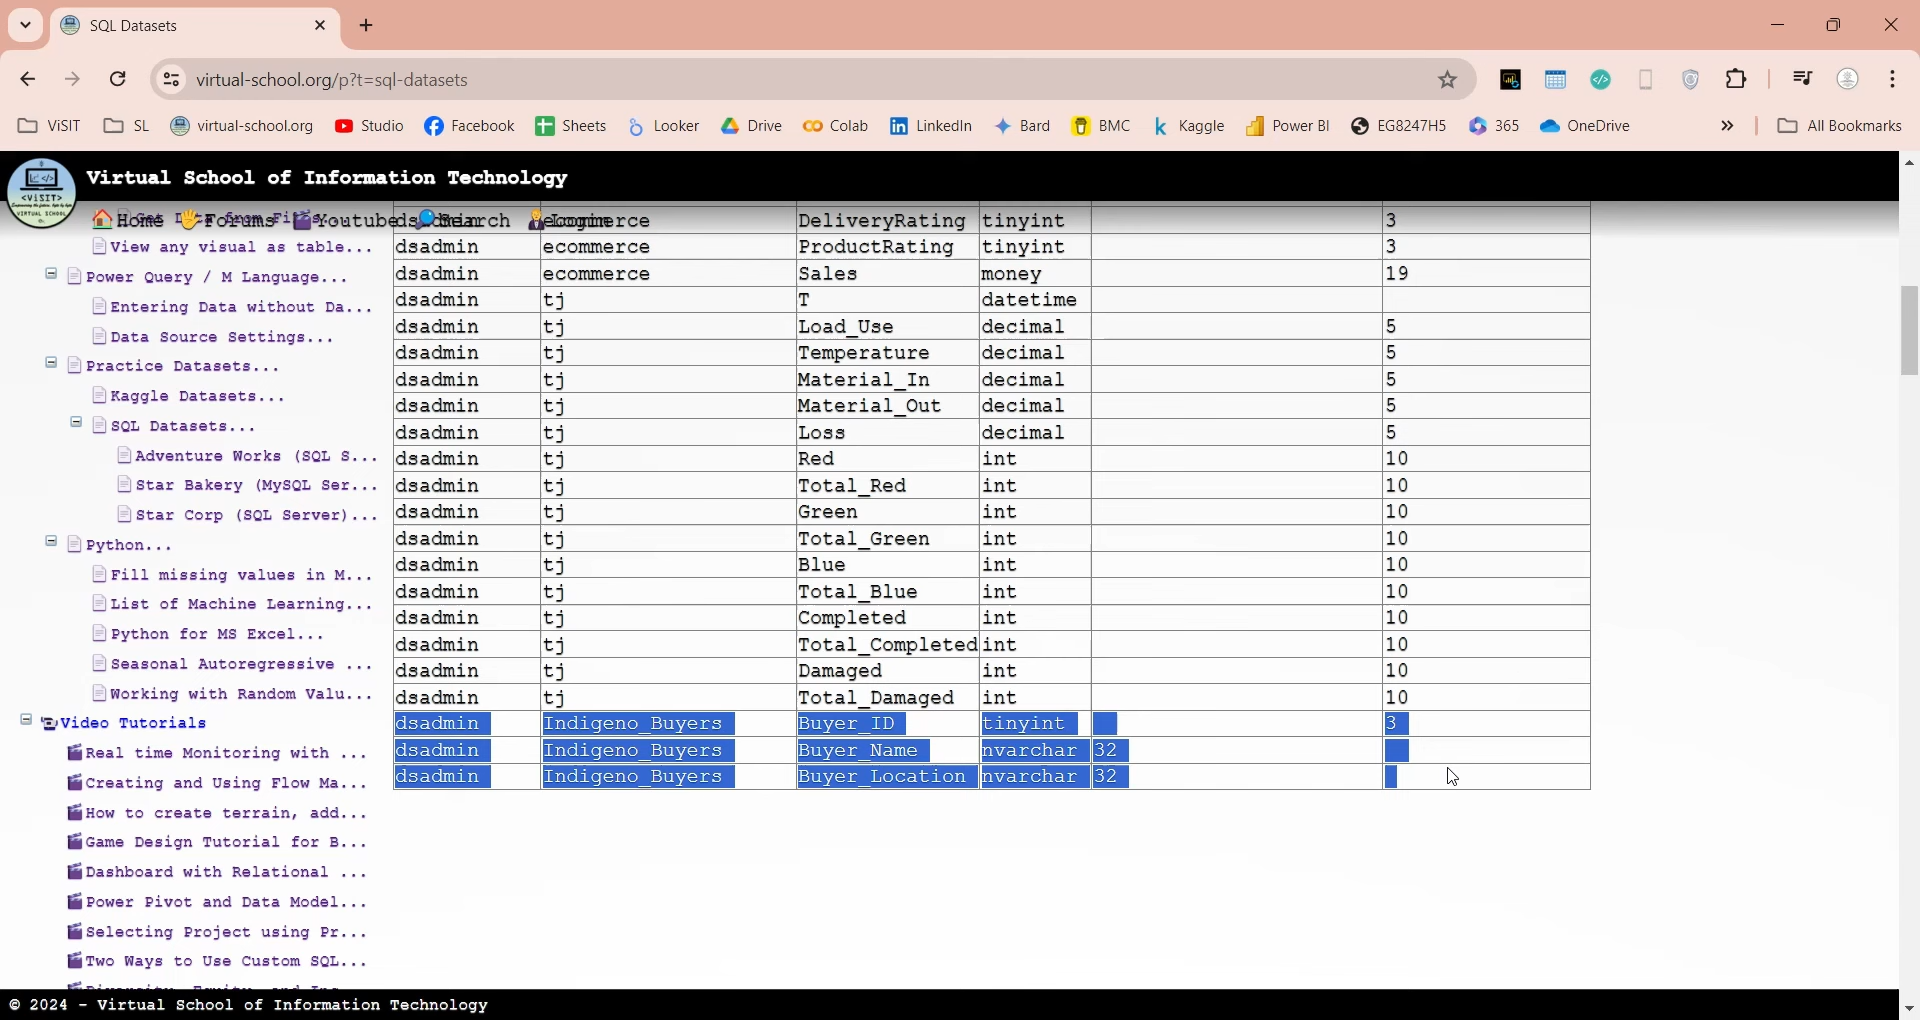 SQL Datasets
virtual-school.org/p?t=sql-datasets
ViSIT SL virtual-school.org Studio Facebook Sheets Looker Drive Colab LinkedIn Bard BMC Kaggle Power BI EG8247H5 365 OneDrive » All Bookmarks
Virtual School of Information Technology
Home Forums Youtube Search Login
ecommerce DeliveryRating tinyint 3
View any visual as table...
dsadmin ecommerce ProductRating tinyint 3
Power Query / M Language...
dsadmin ecommerce Sales money 19
Entering Data without Da...
dsadmin tj T datetime
Data Source Settings...
dsadmin tj Load_Use decimal 5
Practice Datasets...
dsadmin tj Temperature decimal 5
Kaggle Datasets...
dsadmin tj Material_In decimal 5
SQL Datasets...
dsadmin tj Material_Out decimal 5
Adventure Works (SQL S...
dsadmin tj Loss decimal 5
Star Bakery (MySQL Ser...
dsadmin tj Red int 10
Star Corp (SQL Server)...
dsadmin tj Total_Red int 10
Python...
dsadmin tj Green int 10
Fill missing values in M...
dsadmin tj Total_Green int 10
List of Machine Learning...
dsadmin tj Blue int 10
Python for MS Excel...
dsadmin tj Total_Blue int 10
Seasonal Autoregressive ...
dsadmin tj Completed int 10
Working with Random Valu...
dsadmin tj Total_Completed int 10
Video Tutorials
dsadmin tj Damaged int 10
Real time Monitoring with ...
dsadmin tj Total_Damaged int 10
Creating and Using Flow Ma...
dsadmin Indigeno_Buyers Buyer_ID tinyint 3
How to create terrain, add...
dsadmin Indigeno_Buyers Buyer_Name nvarchar 32
Game Design Tutorial for B...
dsadmin Indigeno_Buyers Buyer_Location nvarchar 32
Dashboard with Relational ...
Power Pivot and Data Model...
Selecting Project using Pr...
Two Ways to Use Custom SQL...
© 2024 - Virtual School of Information Technology